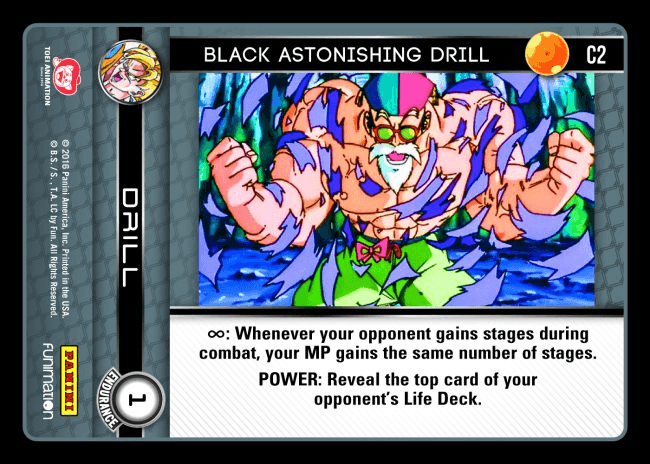 BLACK ASTONISHING DRILL
C2
∞: Whenever your opponent gains stages during
combat, your MP gains the same number of stages.
POWER: Reveal the top card of your
opponent's Life Deck.
DRILL
ENDURANCE
1
TOEI ANIMATION
© 2016 Panini America, Inc. Printed in the USA.
© B.S. / S. , T.A. LC by Fun. All Rights Reserved.
PANINI
FUNIMATION